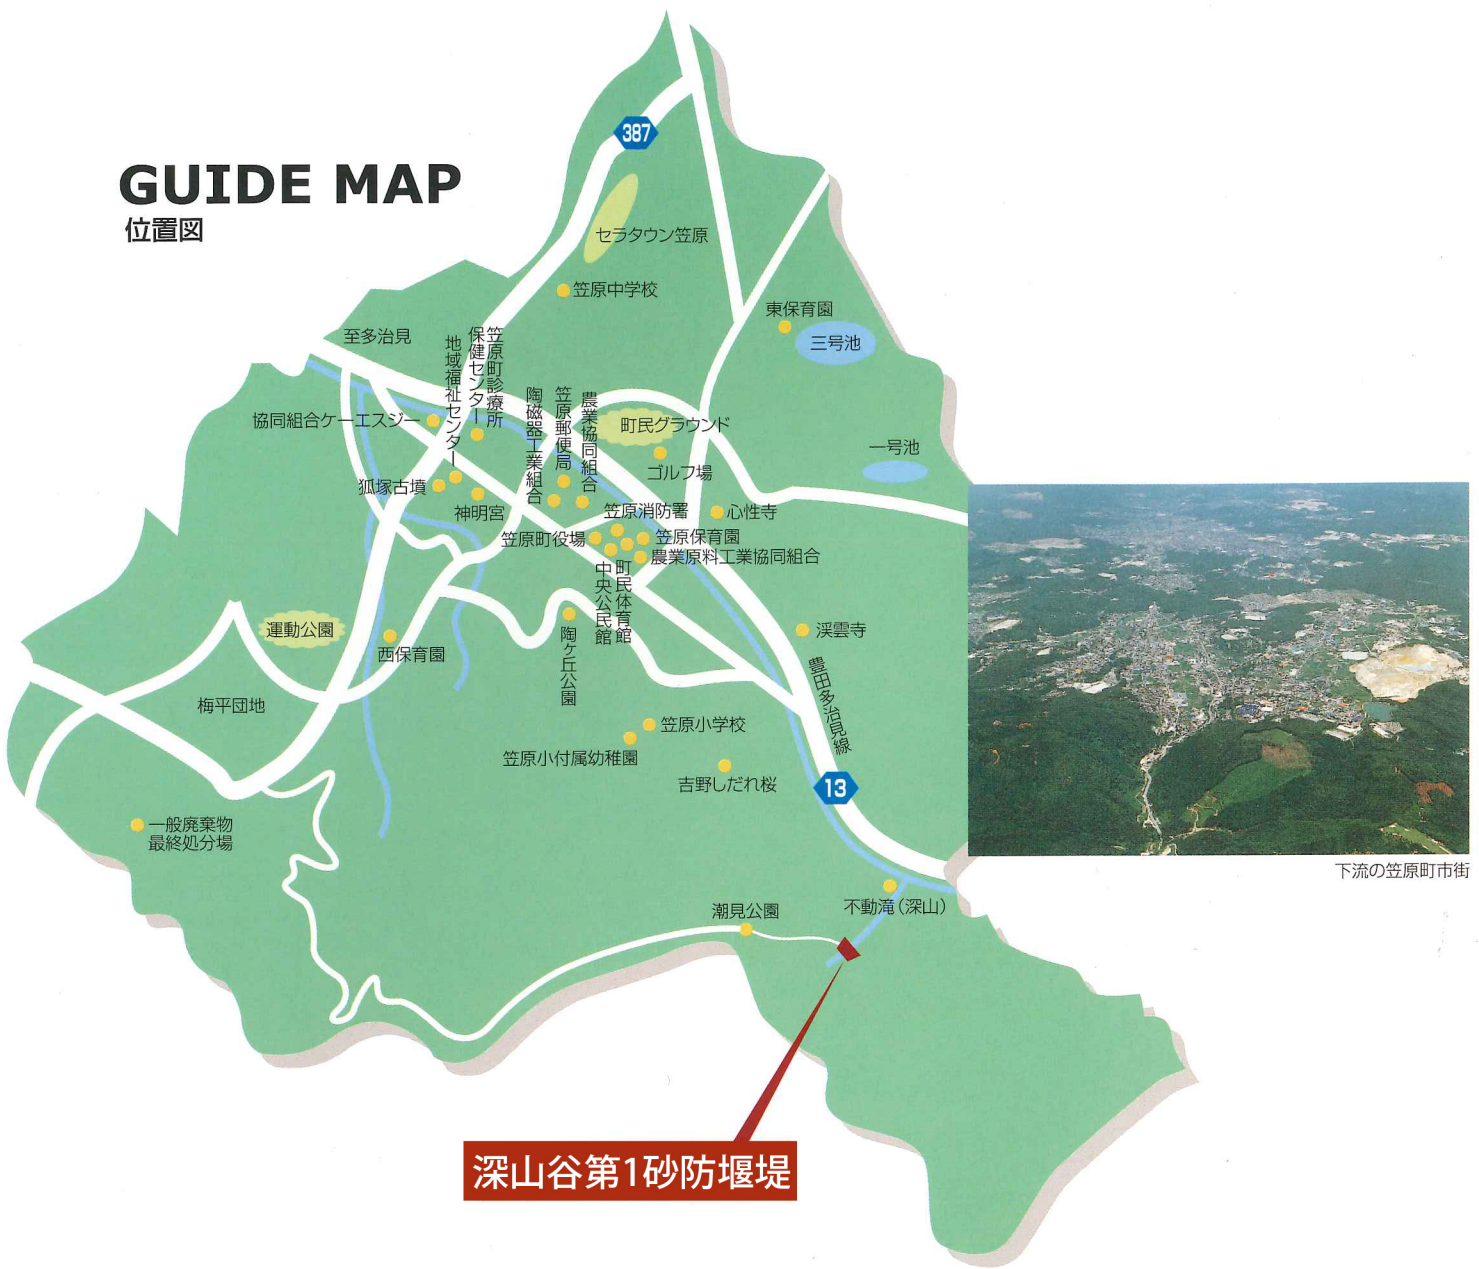 GUIDE MAP
位置図
387
セラタウン笠原
笠原中学校
東保育園
三号池
至多治見
笠原町診療所
保健センター
地域福祉センター
協同組合ケーエスジー
農業協同組合
笠原郵便局
陶磁器工業組合
町民グラウンド
ゴルフ場
一号池
狐塚古墳
神明宮
笠原消防署
心性寺
笠原町役場
笠原保育園
農業原料工業協同組合
町民体育館
中央公民館
運動公園
西保育園
陶ヶ丘公園
渓雲寺
豊田多治見線
梅平団地
笠原小学校
笠原小付属幼稚園
吉野しだれ桜
13
一般廃棄物
最終処分場
下流の笠原町市街
潮見公園
不動滝(深山)
深山谷第1砂防堰堤